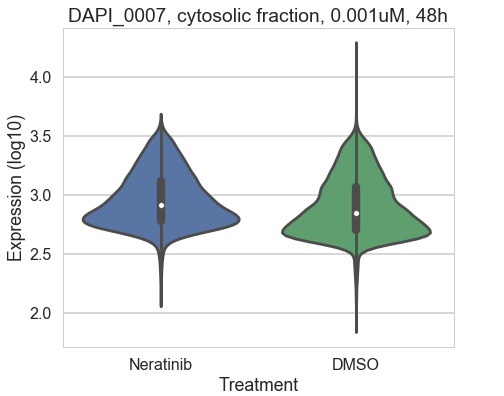 DAPI_0007, cytosolic fraction, 0.001uM, 48h
Expression (log10)
4.0
3.5
3.0
2.5
2.0
Neratinib DMSO
Treatment